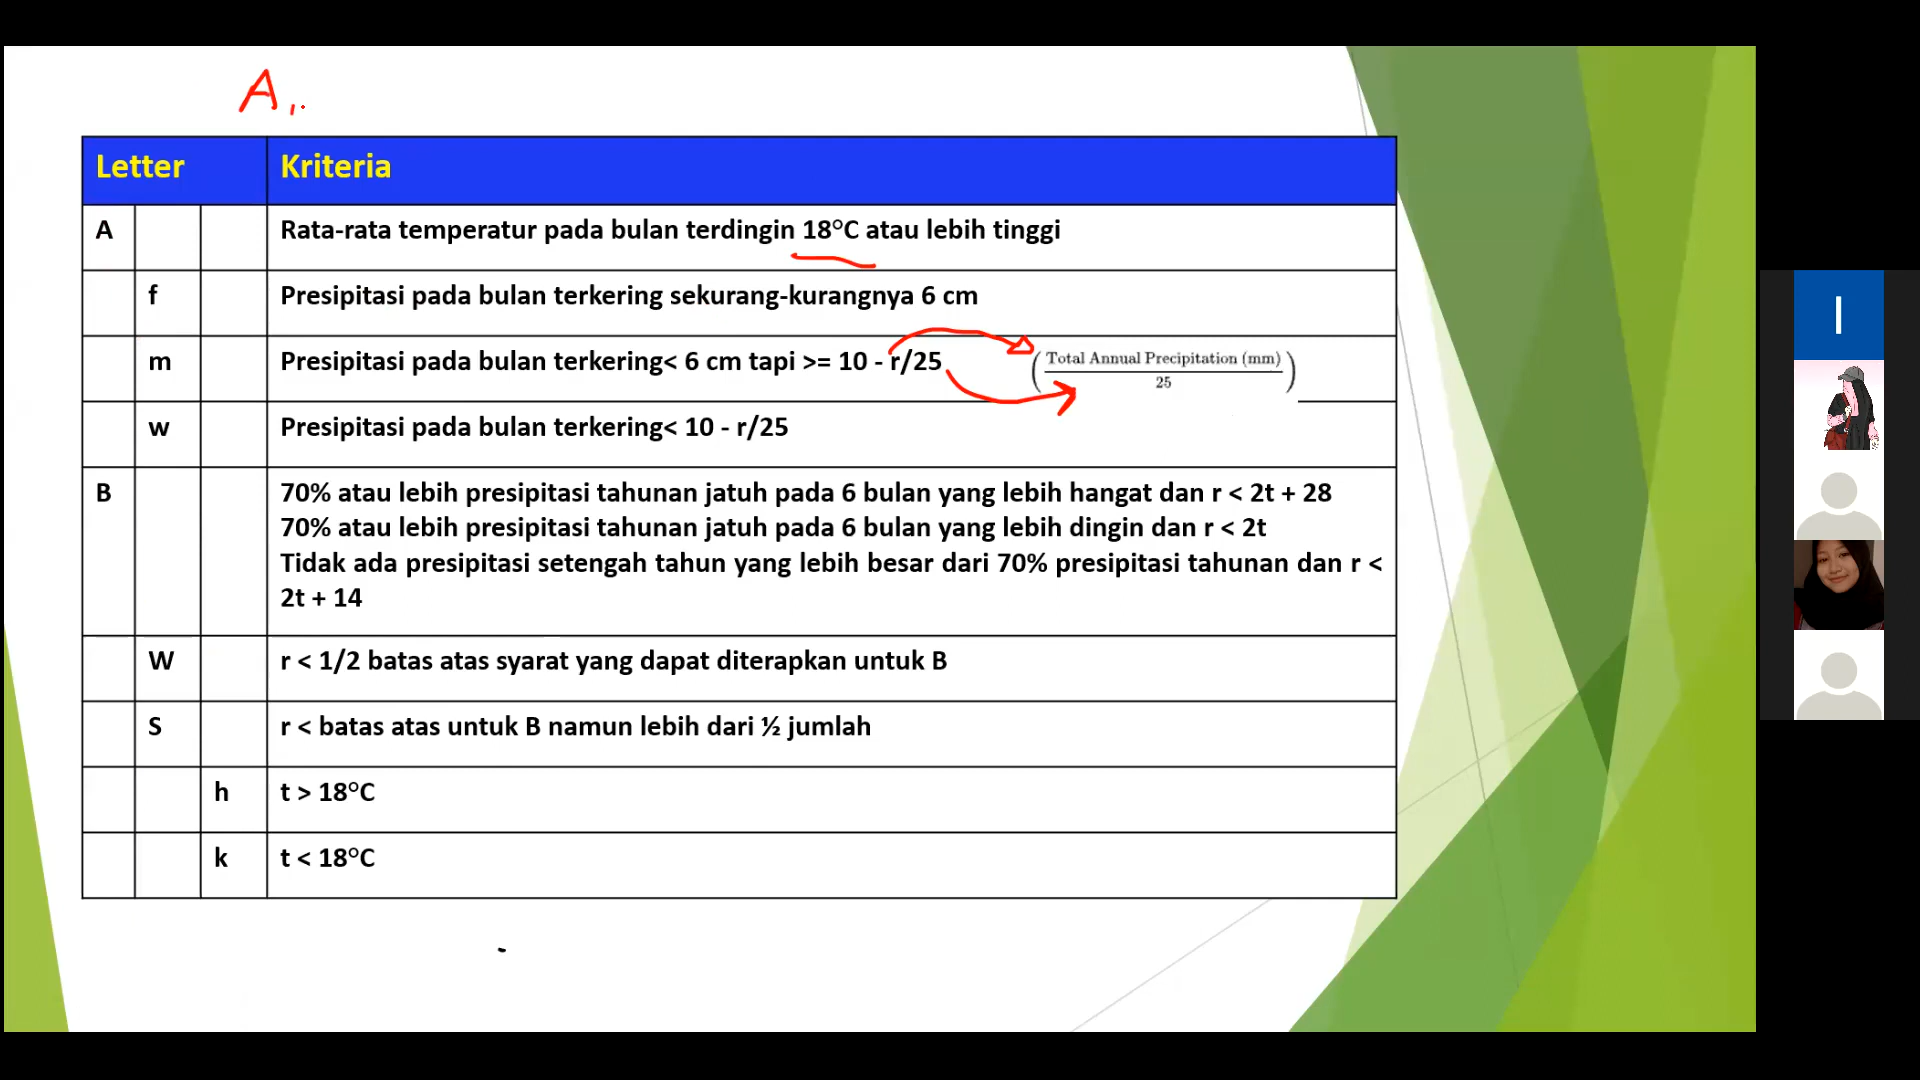 A,.
Letter Kriteria
A Rata-rata temperatur pada bulan terdingin 18°C atau lebih tinggi
f Presipitasi pada bulan terkering sekurang-kurangnya 6 cm
m Presipitasi pada bulan terkering< 6 cm tapi >= 10 - r/25 (Total Annual Precipitation (mm) / 25)
w Presipitasi pada bulan terkering< 10 - r/25
B 70% atau lebih presipitasi tahunan jatuh pada 6 bulan yang lebih hangat dan r < 2t + 28
70% atau lebih presipitasi tahunan jatuh pada 6 bulan yang lebih dingin dan r < 2t
Tidak ada presipitasi setengah tahun yang lebih besar dari 70% presipitasi tahunan dan r <
2t + 14
W r < 1/2 batas atas syarat yang dapat diterapkan untuk B
S r < batas atas untuk B namun lebih dari ½ jumlah
h t > 18°C
k t < 18°C
I